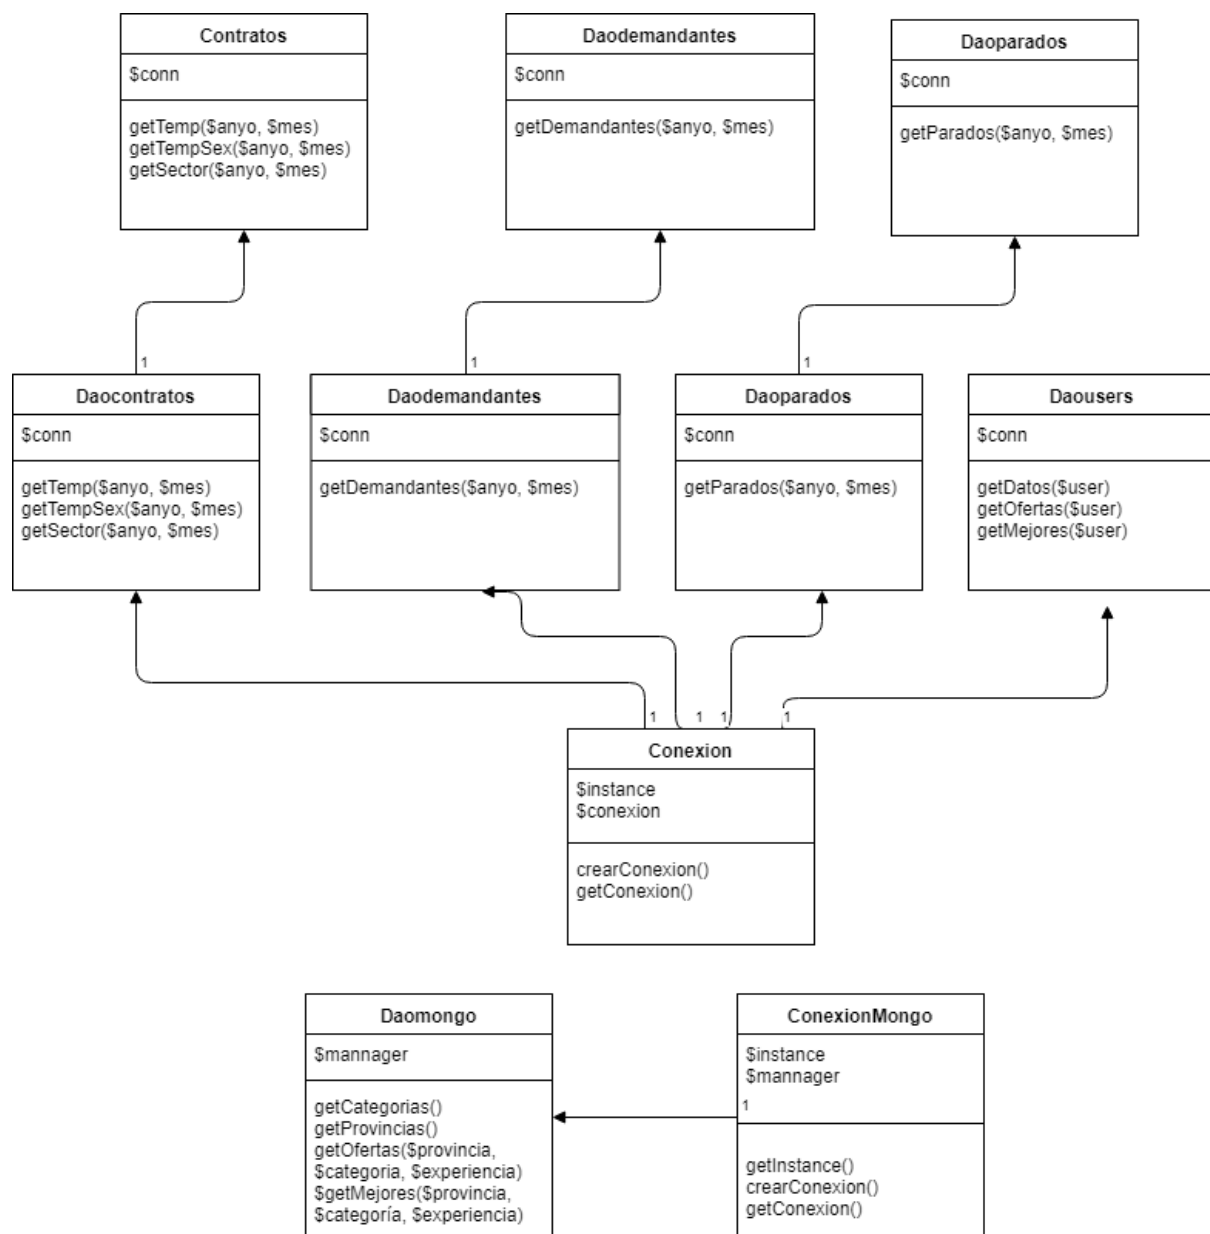 Contratos
$conn
getTemp($anyo, $mes)
getTempSex($anyo, $mes)
getSector($anyo, $mes)
Daodemandantes
$conn
getDemandantes($anyo, $mes)
Daoparados
$conn
getParados($anyo, $mes)
1
1
1
Daocontratos
$conn
getTemp($anyo, $mes)
getTempSex($anyo, $mes)
getSector($anyo, $mes)
Daodemandantes
$conn
getDemandantes($anyo, $mes)
Daoparados
$conn
getParados($anyo, $mes)
Daousers
$conn
getDatos($user)
getOfertas($user)
getMejores($user)
1
1
1
1
Conexion
$instance
$conexion
crearConexion()
getConexion()
Daomongo
$mannager
getCategorias()
getProvincias()
getOfertas($provincia,
$categoria, $experiencia)
$getMejores($provincia,
$categoría, $experiencia)
ConexionMongo
$instance
$mannager
1
getInstance()
crearConexion()
getConexion()